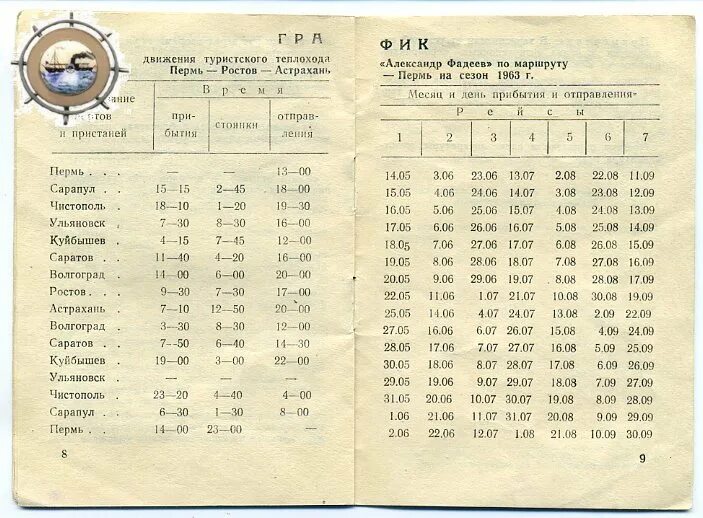 ГРА
движения туристского теплохода
Пермь — Ростов — Астрахань
Время
портов
и пристаней
при-
бытия
стоянки
отправ-
ления
Пермь . . . — — 13—00
Сарапул . 15—15 2—45 18—00
Чистополь . 18—10 1—20 19—30
Ульяновск . 7—30 8—30 16—00
Куйбышев . 4—15 7—45 12—00
Саратов . . 11—40 4—20 16—00
Волгоград . 14—00 6—00 20—00
Ростов . . . 9—30 7—30 17—00
Астрахань . 7—10 12—50 20—00
Волгоград . 3—30 8—30 12—00
Саратов . . 7—50 6—40 14—30
Куйбышев . 19—00 3—00 22—00
Ульяновск . — — —
Чистополь . 23—20 4—40 4—00
Сарапул . . 6—30 1—30 8—00
Пермь . . 14—00 23—00 —
8
ФИК
«Александр Фадеев» по маршруту
— Пермь на сезон 1963 г.
Месяц и день прибытия и отправления
Рейсы
1 2 3 4 5 6 7
14.05 3.06 23.06 13.07 2.08 22.08 11.09
15.05 4.06 24.06 14.07 3.08 23.08 12.09
16.05 5.06 25.06 15.07 4.08 24.08 13.09
17.05 6.06 26.06 16.07 5.08 25.08 14.09
18.05 7.06 27.06 17.07 6.08 26.08 15.09
19.05 8.06 28.06 18.07 7.08 27.08 16.09
20.05 9.06 29.06 19.07 8.08 28.08 17.09
22.05 11.06 1.07 21.07 10.08 30.08 19.09
25.05 14.06 4.07 24.07 13.08 2.09 22.09
27.05 16.06 6.07 26.07 15.08 4.09 24.09
28.05 17.06 7.07 27.07 16.08 5.09 25.09
30.05 18.06 8.07 28.07 17.08 6.09 26.09
29.05 19.06 9.07 29.07 18.08 7.09 27.09
31.05 20.06 10.07 30.07 19.08 8.09 28.09
1.06 21.06 11.07 31.07 20.08 9.09 29.09
2.06 22.06 12.07 1.08 21.08 10.09 30.09
9